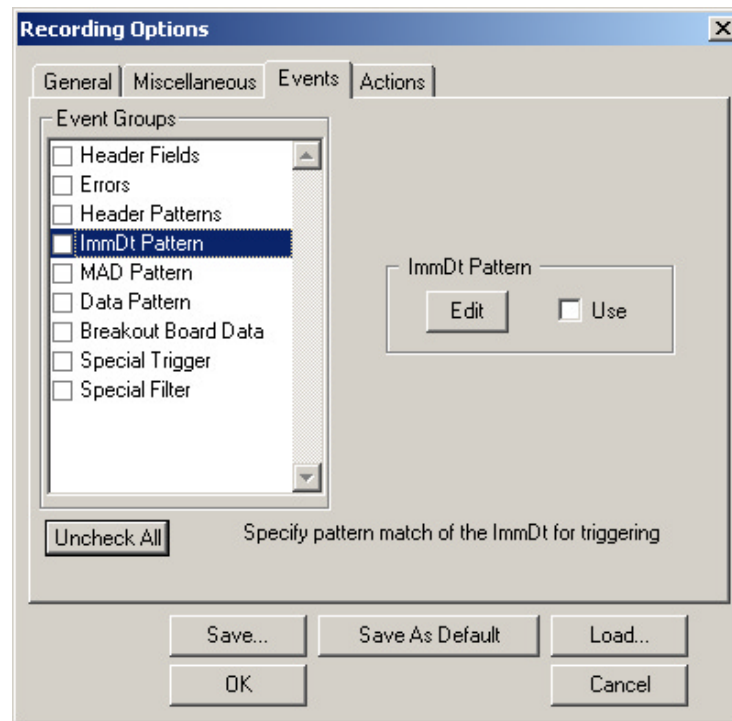 Recording Options
General Miscellaneous Events Actions
Event Groups
Header Fields
Errors
Header Patterns
ImmDt Pattern
MAD Pattern
Data Pattern
Breakout Board Data
Special Trigger
Special Filter
ImmDt Pattern
Edit Use
Uncheck All Specify pattern match of the ImmDt for triggering
Save... Save As Default Load...
OK Cancel